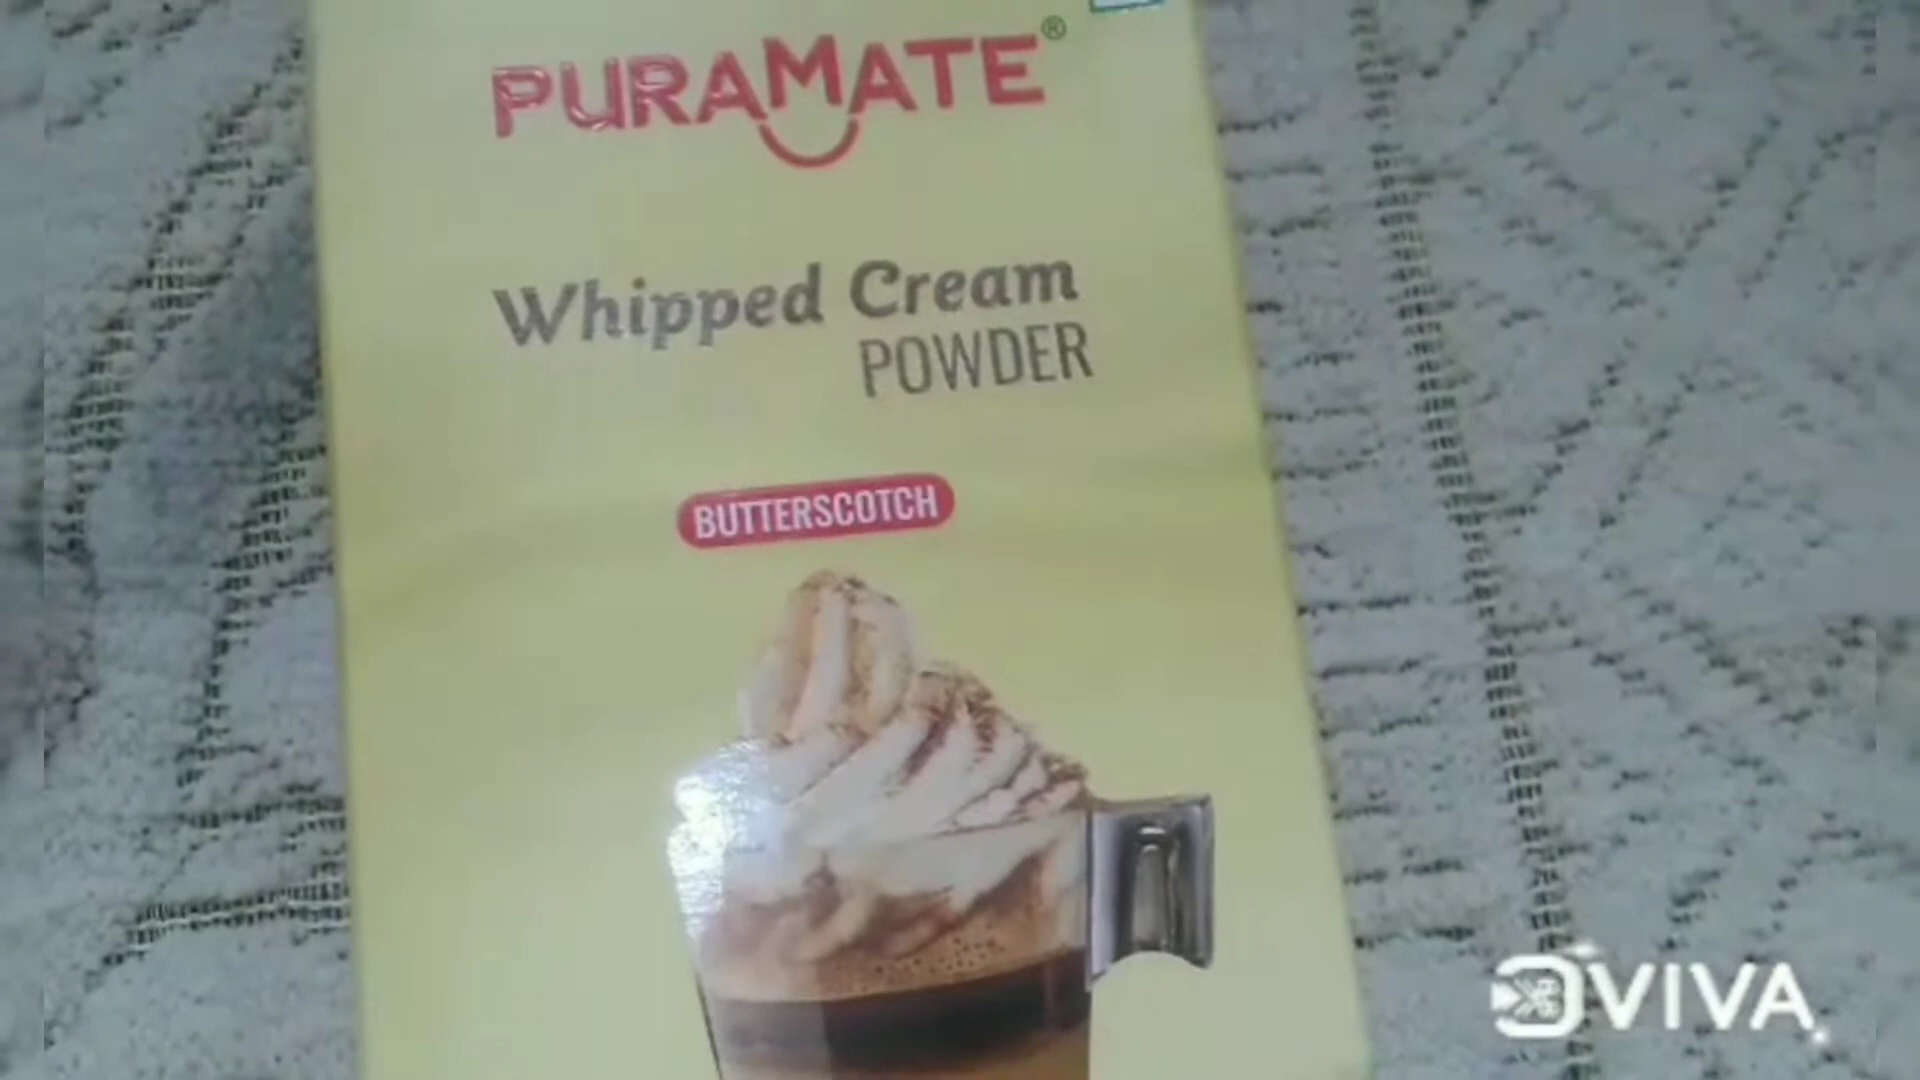 PURAMATE®
Whipped Cream
POWDER
BUTTERSCOTCH
VIVA